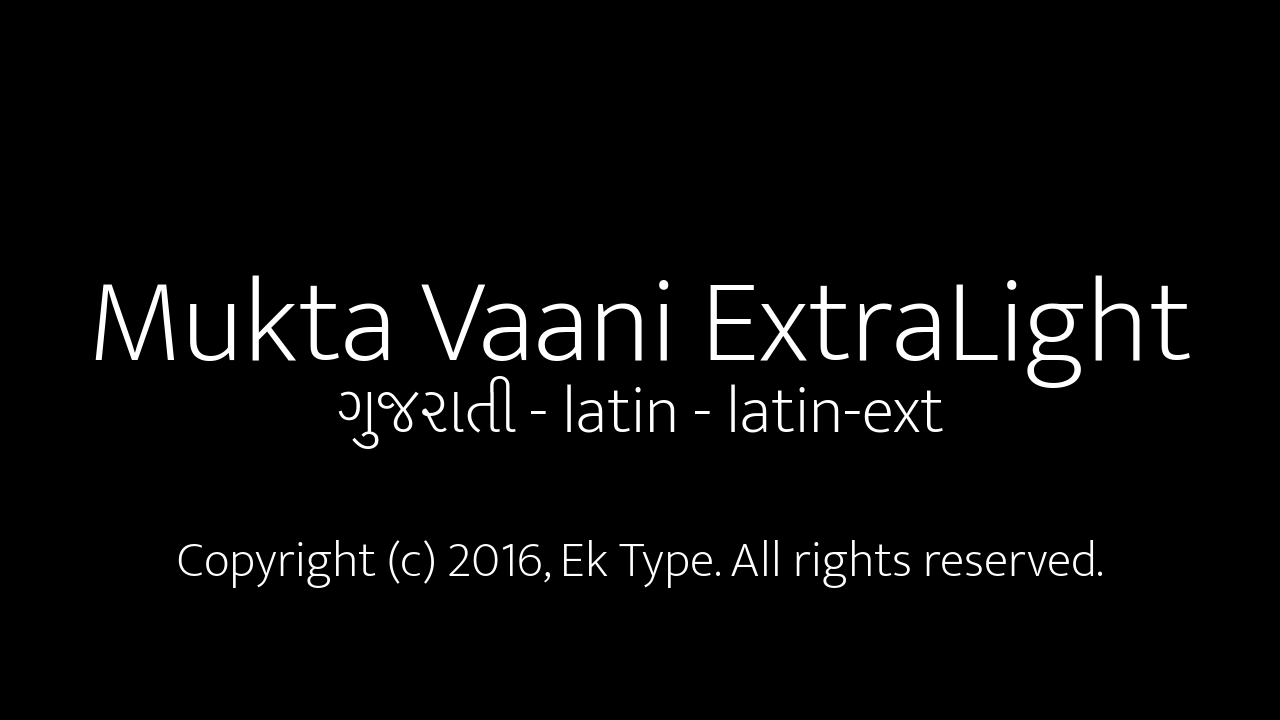 Mukta Vaani ExtraLight
ગુજરાતી - latin - latin-ext
Copyright (c) 2016, Ek Type. All rights reserved.